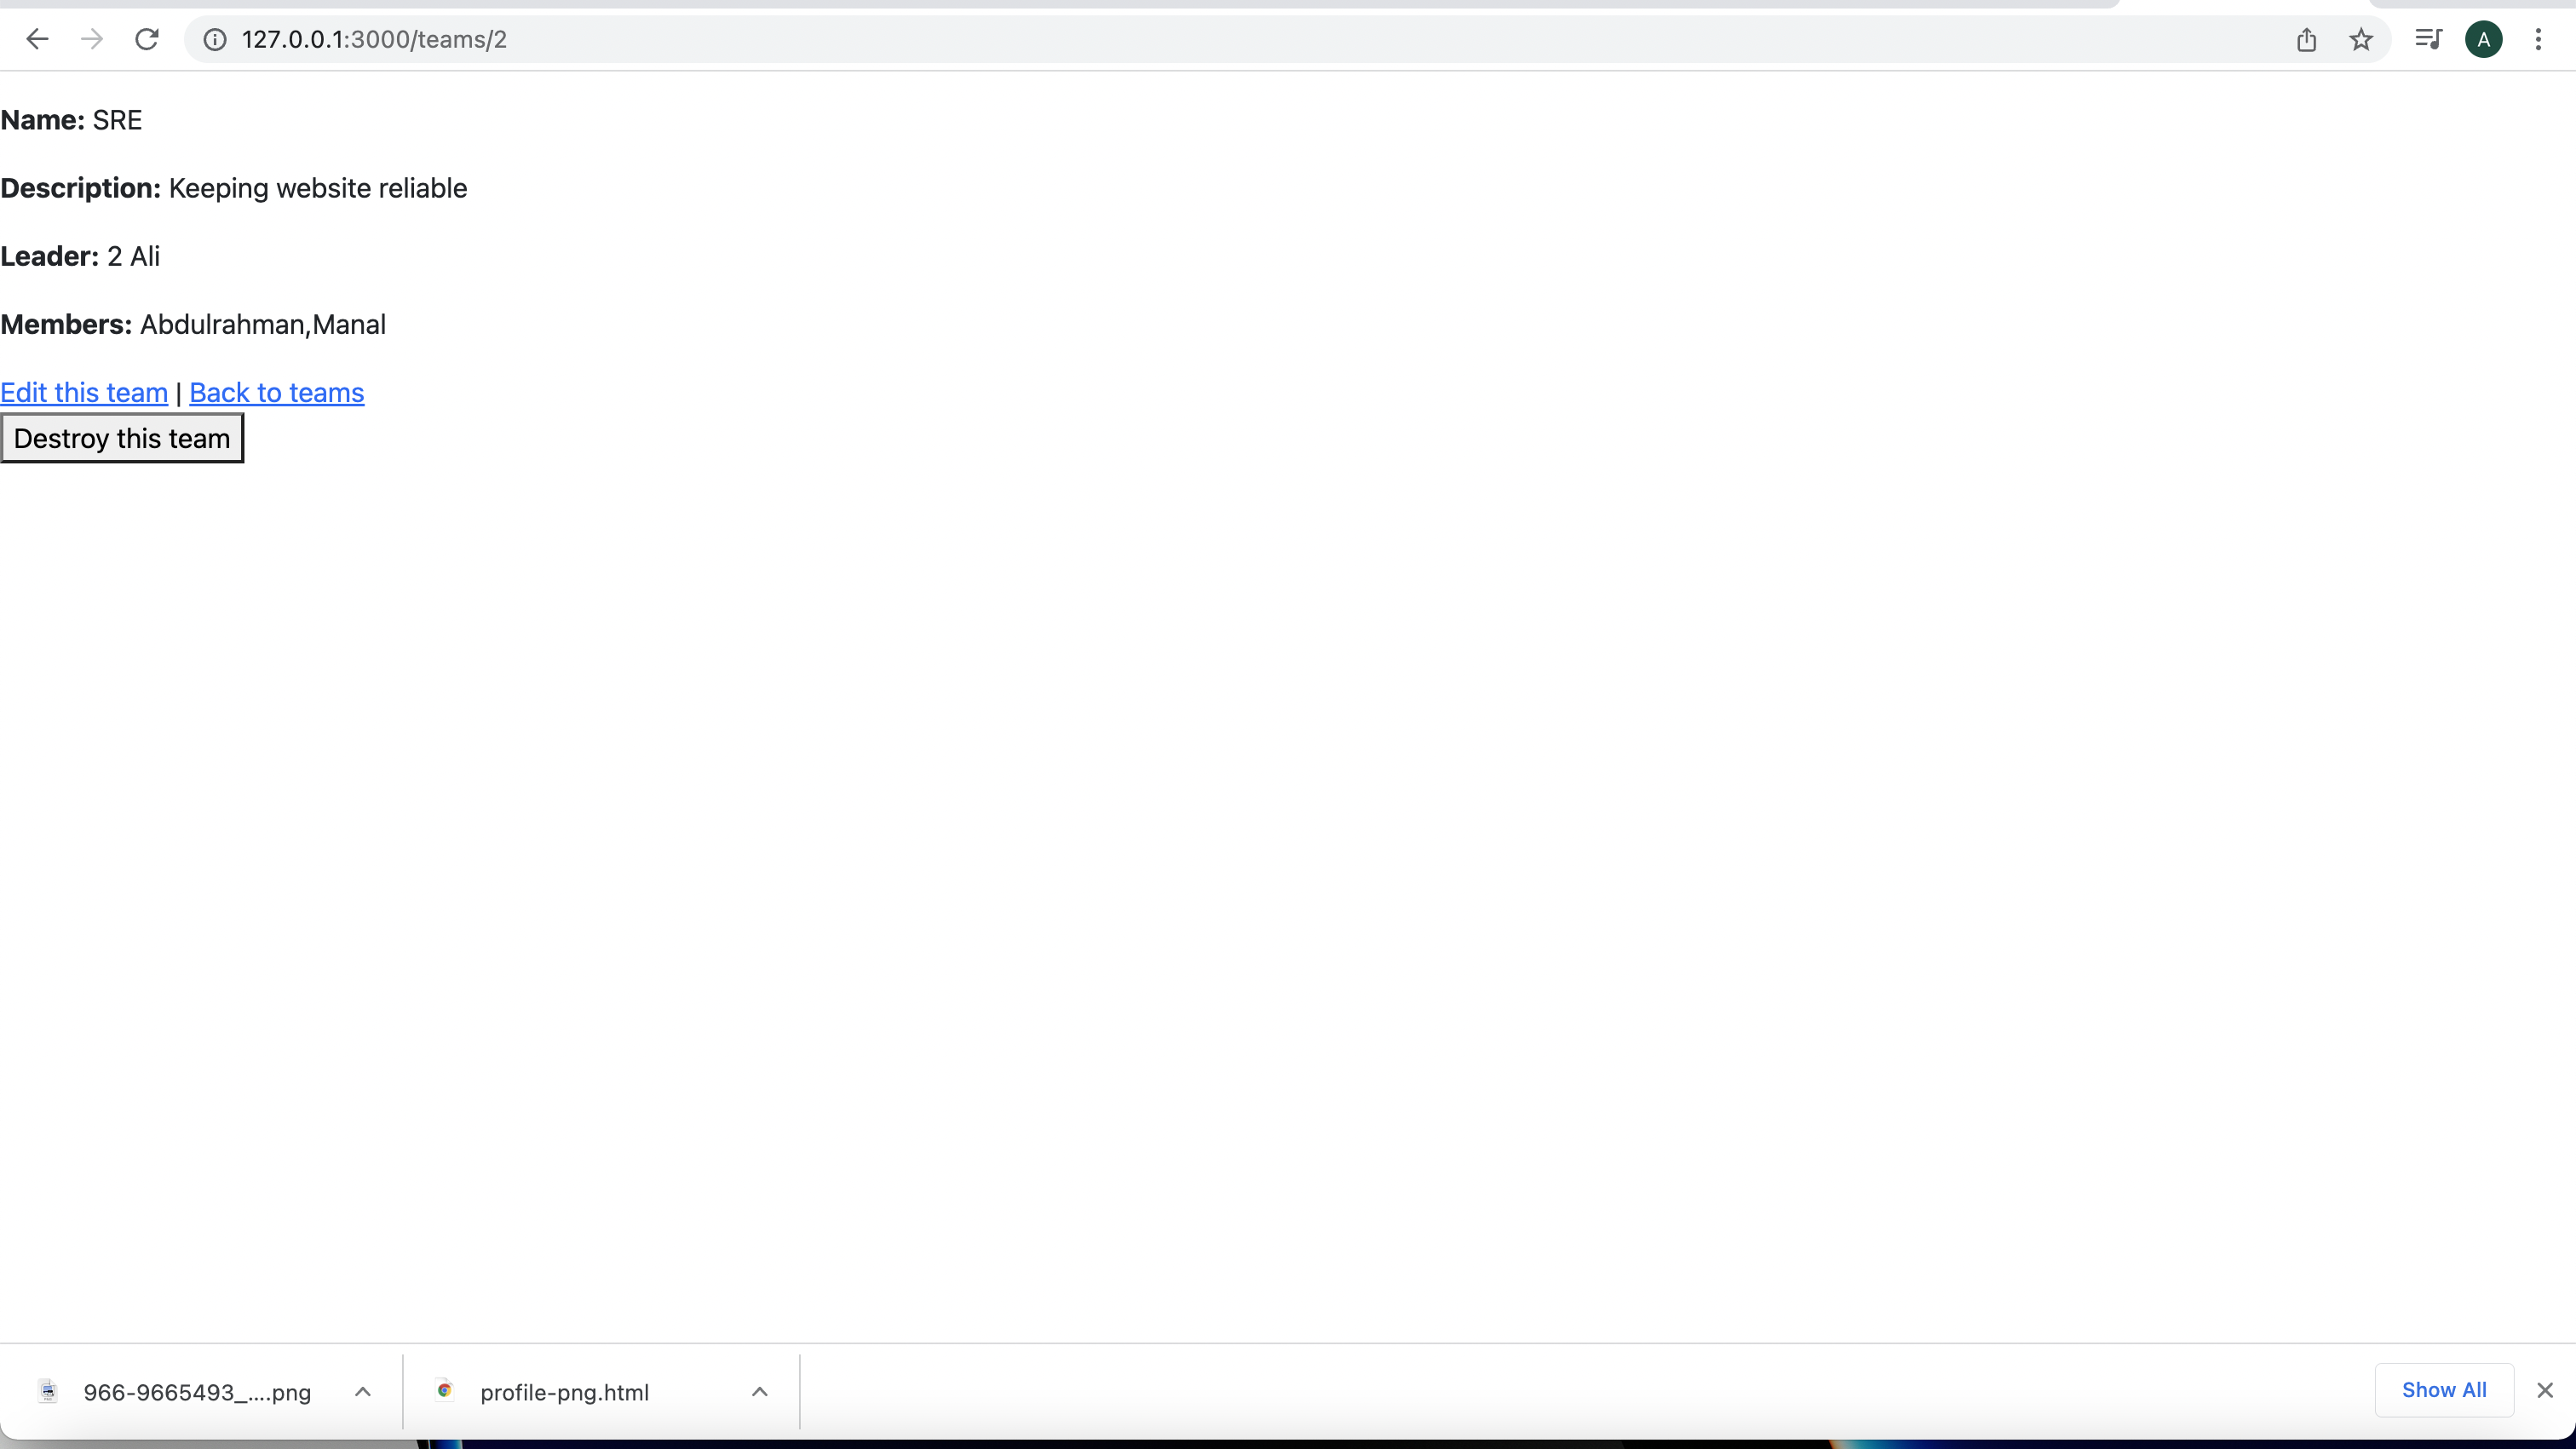 127.0.0.1:3000/teams/2
A
Name: SRE
Description: Keeping website reliable
Leader: 2 Ali
Members: Abdulrahman,Manal
Edit this team | Back to teams
Destroy this team
966-9665493_....png
profile-png.html
Show All